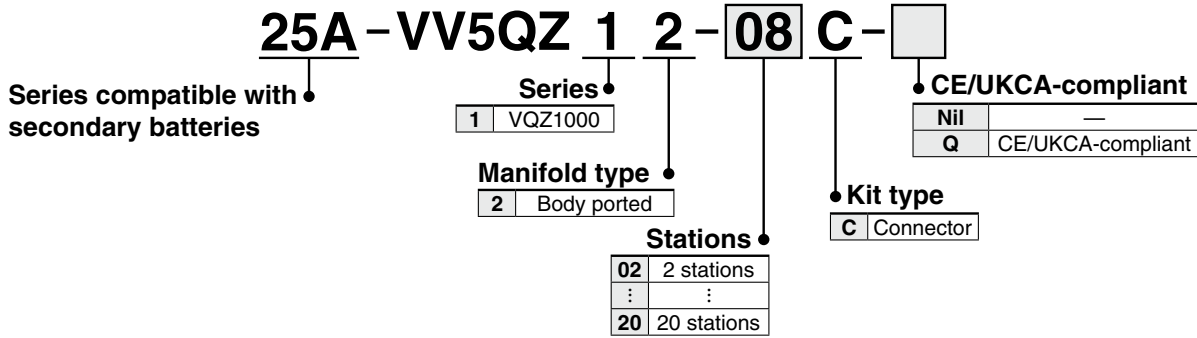 25A-VV5QZ 1 2-08 C-
Series compatible with
secondary batteries
Series
1 VQZ1000
Manifold type
2 Body ported
Stations
02 2 stations
⋮ ⋮
20 20 stations
Kit type
C Connector
CE/UKCA-compliant
Nil —
Q CE/UKCA-compliant